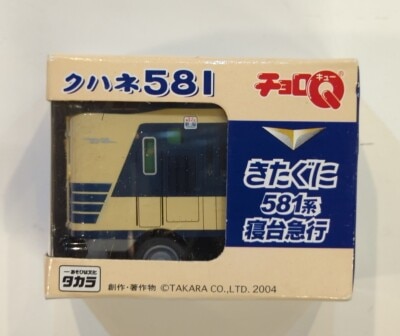 クハネ581
チョロQ
キュー
きたぐに
581系
寝台急行
タカラ
創作・著作物 ©TAKARA CO.,LTD. 2004